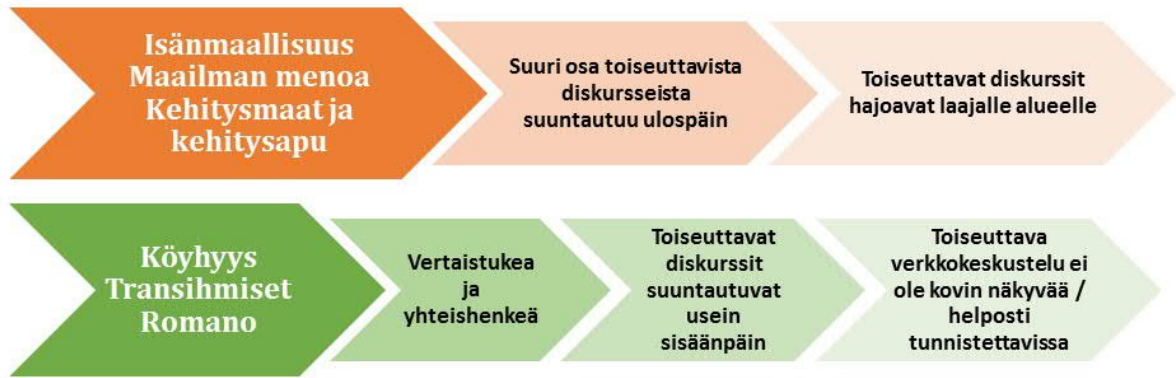 Isänmaallisuus
Maailman menoa
Kehitysmaat ja
kehitysapu
Suuri osa toiseuttavista
diskursseista
suuntautuu ulospäin
Toiseuttavat diskurssit
hajoavat laajalle alueelle
Köyhyys
Transihmiset
Romano
Vertaistukea
ja
yhteishenkeä
Toiseuttavat
diskurssit
suuntautuvat
usein
sisäänpäin
Toiseuttava
verkkokeskustelu ei
ole kovin näkyvää /
helposti
tunnistettavissa